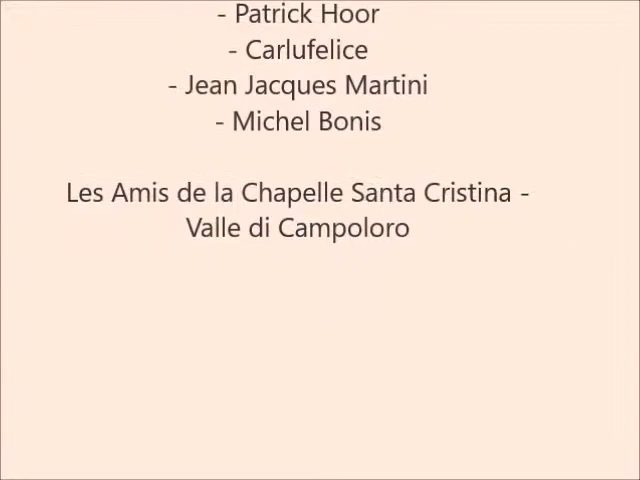 - Patrick Hoor
- Carlufelice
- Jean Jacques Martini
- Michel Bonis
Les Amis de la Chapelle Santa Cristina -
Valle di Campoloro